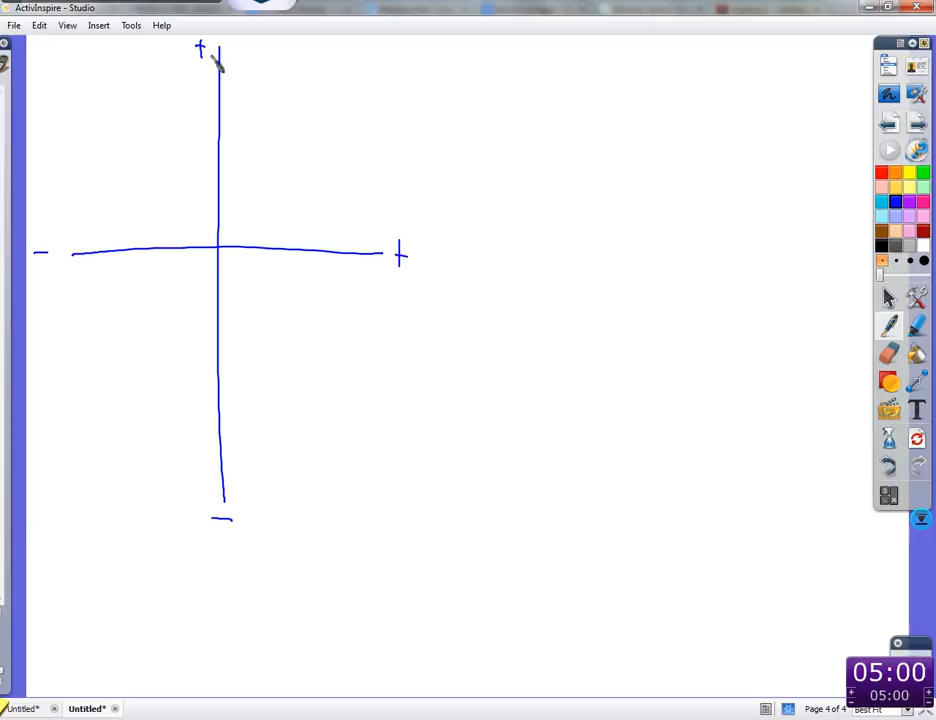 ActivInspire - Studio
File Edit View Insert Tools Help
+
- +
-
05:00
05:00
Untitled* Untitled* Page 4 of 4 Best Fit